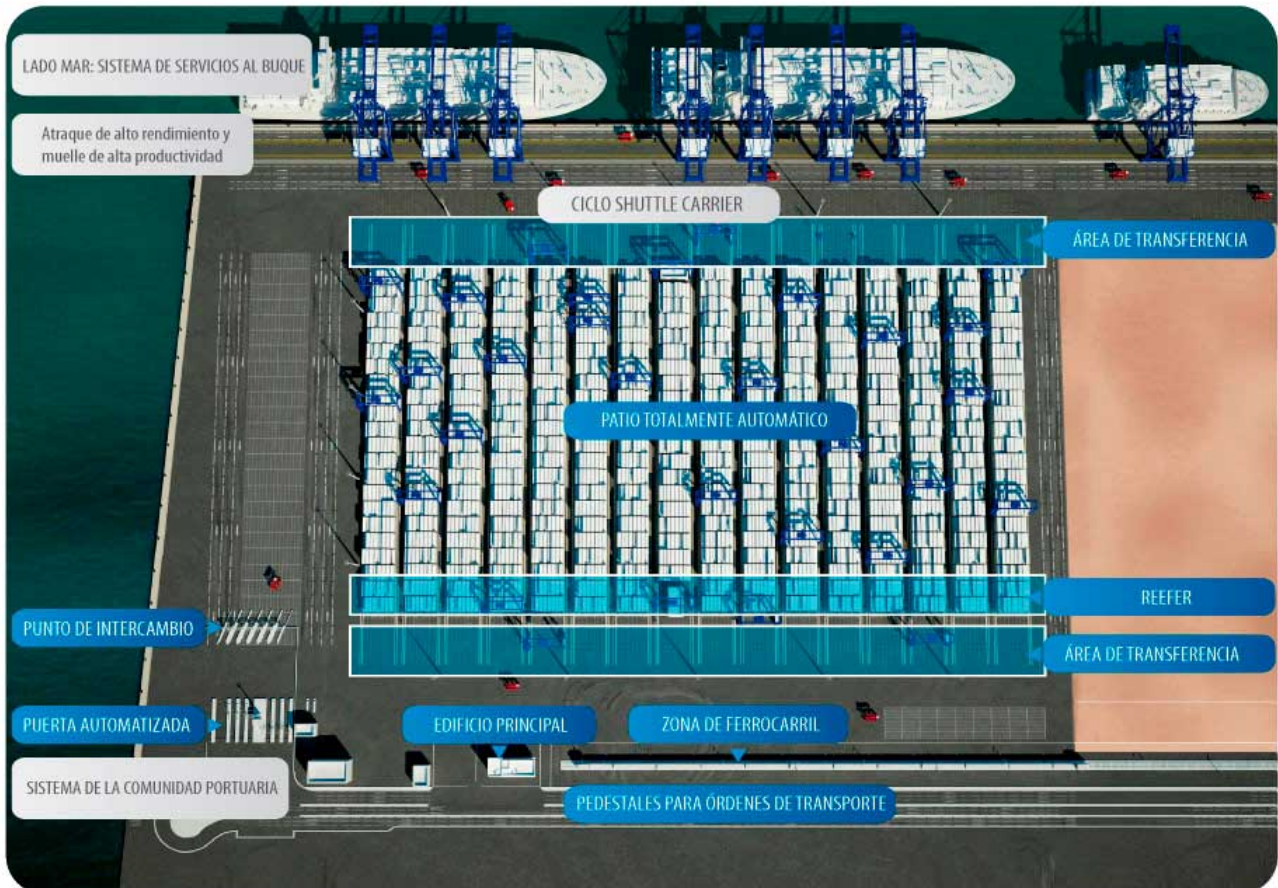 LADO MAR: SISTEMA DE SERVICIOS AL BUQUE
Atraque de alto rendimiento y
muelle de alta productividad
CICLO SHUTTLE CARRIER
ÁREA DE TRANSFERENCIA
PATIO TOTALMENTE AUTOMÁTICO
REEFER
PUNTO DE INTERCAMBIO
ÁREA DE TRANSFERENCIA
PUERTA AUTOMATIZADA
EDIFICIO PRINCIPAL
ZONA DE FERROCARRIL
SISTEMA DE LA COMUNIDAD PORTUARIA
PEDESTALES PARA ÓRDENES DE TRANSPORTE